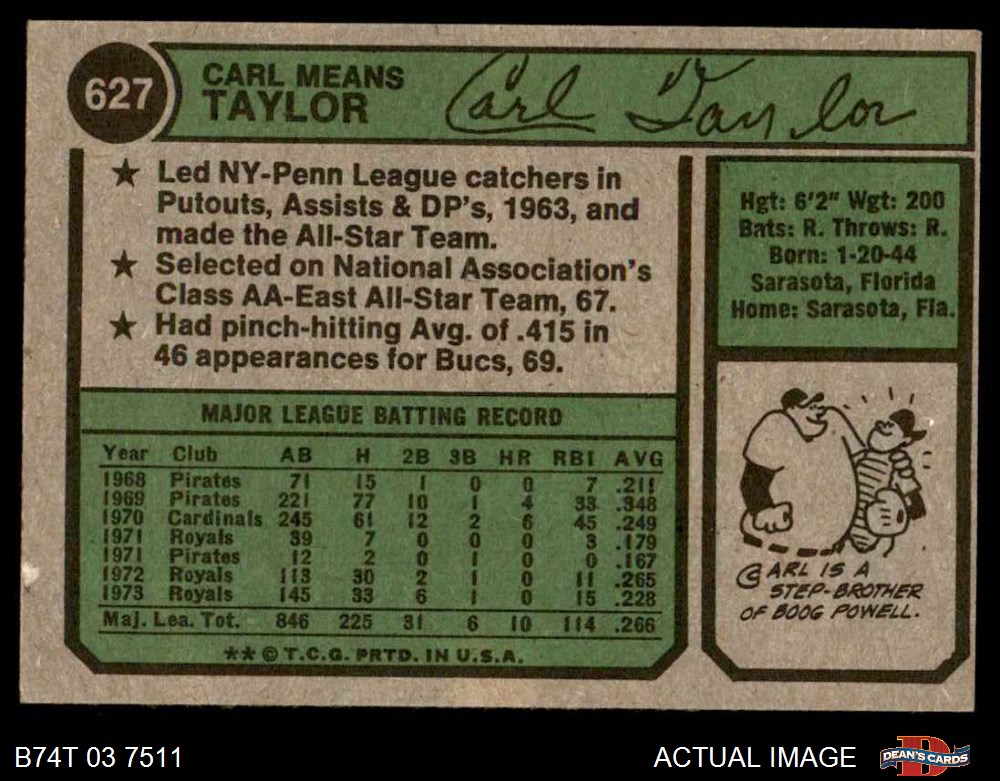 627
CARL MEANS
TAYLOR
Carl Taylor
★ Led NY-Penn League catchers in
Putouts, Assists & DP's, 1963, and
made the All-Star Team.
★ Selected on National Association's
Class AA-East All-Star Team, 67.
★ Had pinch-hitting Avg. of .415 in
46 appearances for Bucs, 69.
Hgt: 6'2" Wgt: 200
Bats: R. Throws: R.
Born: 1-20-44
Sarasota, Florida
Home: Sarasota, Fla.
MAJOR LEAGUE BATTING RECORD
Year Club AB H 2B 3B HR RBI AVG
1968 Pirates 71 15 1 0 0 7 .211
1969 Pirates 221 77 10 1 4 33 .348
1970 Cardinals 245 61 12 2 6 45 .249
1971 Royals 39 7 0 0 0 3 .179
1971 Pirates 12 2 0 1 0 0 .167
1972 Royals 113 30 2 1 0 11 .265
1973 Royals 145 33 6 1 0 15 .228
Maj. Lea. Tot. 846 225 31 6 10 114 .266
**© T.C.G. PRTD. IN U.S.A.
CARL IS A
STEP-BROTHER
OF BOOG POWELL.
B74T 03 7511
ACTUAL IMAGE
DEAN'S CARDS